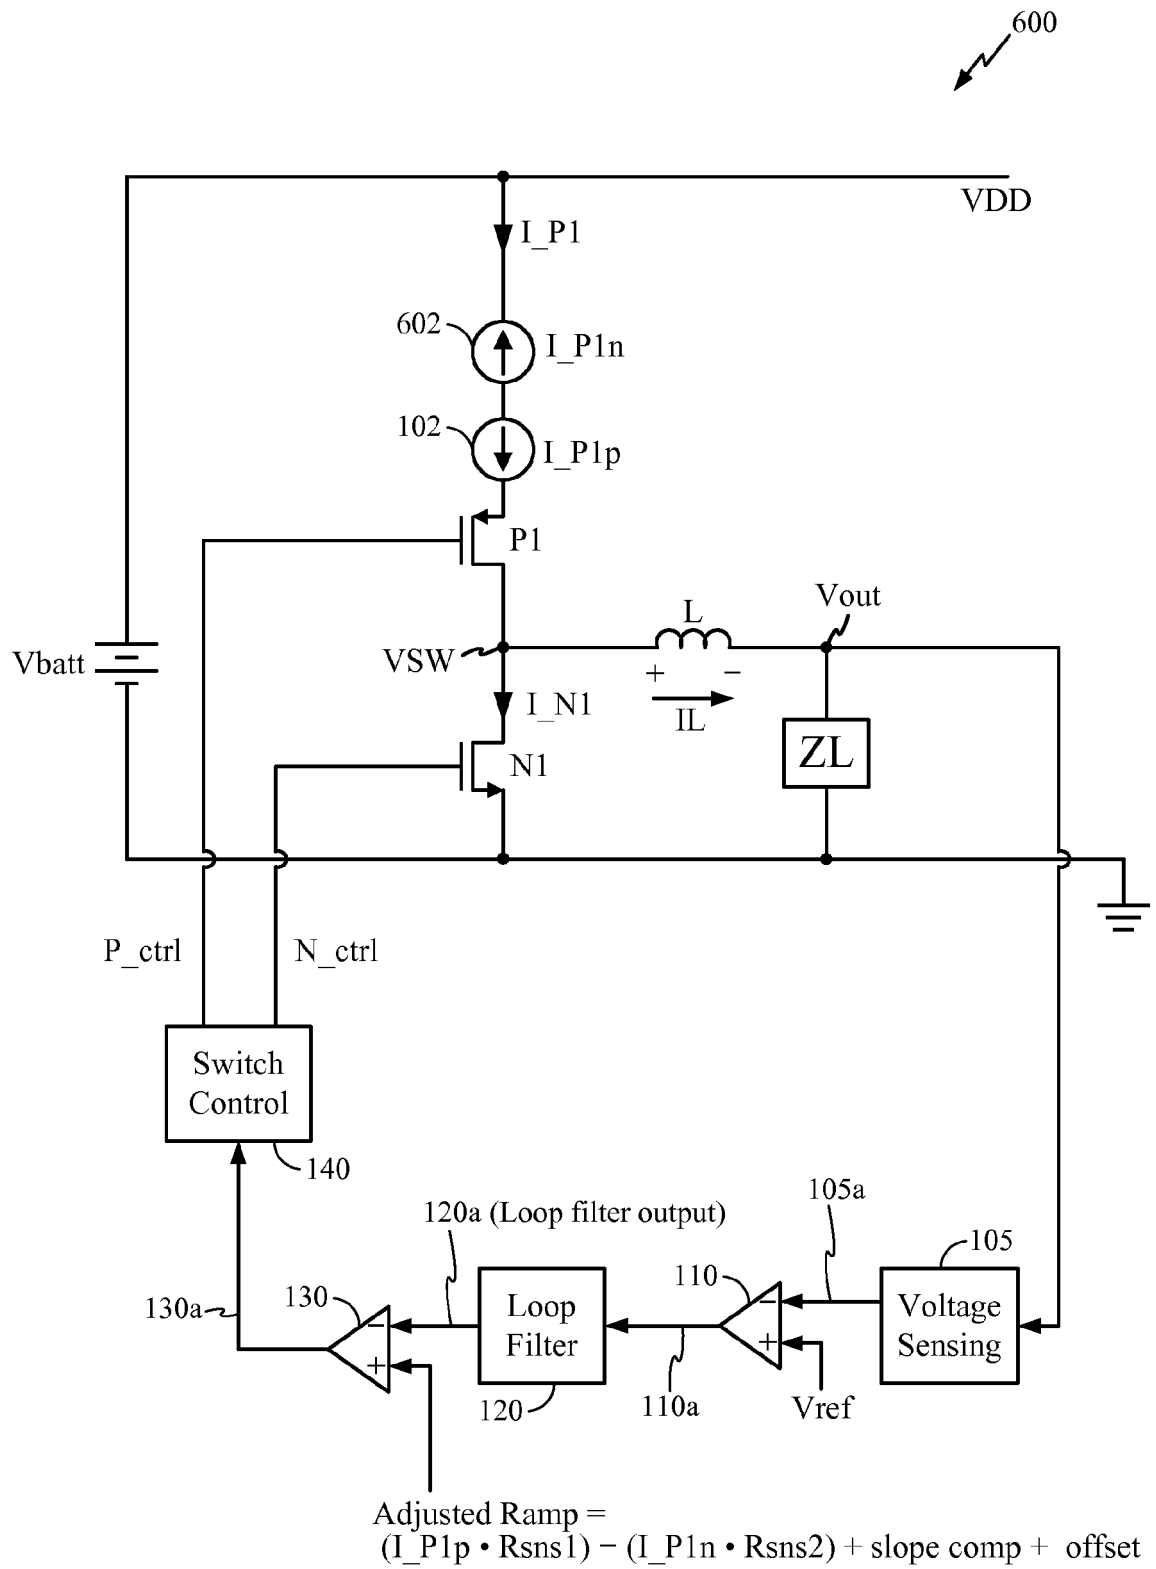 600
VDD
I_P1
602
I_P1n
102
I_P1p
P1
Vout
L
VSW
Vbatt
+ −
I_N1
IL
N1
ZL
P_ctrl
N_ctrl
Switch
Control
140
105a
120a (Loop filter output)
105
110
130a
130
Loop
Filter
Voltage
Sensing
−
+
−
+
120
110a
Vref
Adjusted Ramp =
(I_P1p • Rsns1) − (I_P1n • Rsns2) + slope comp + offset